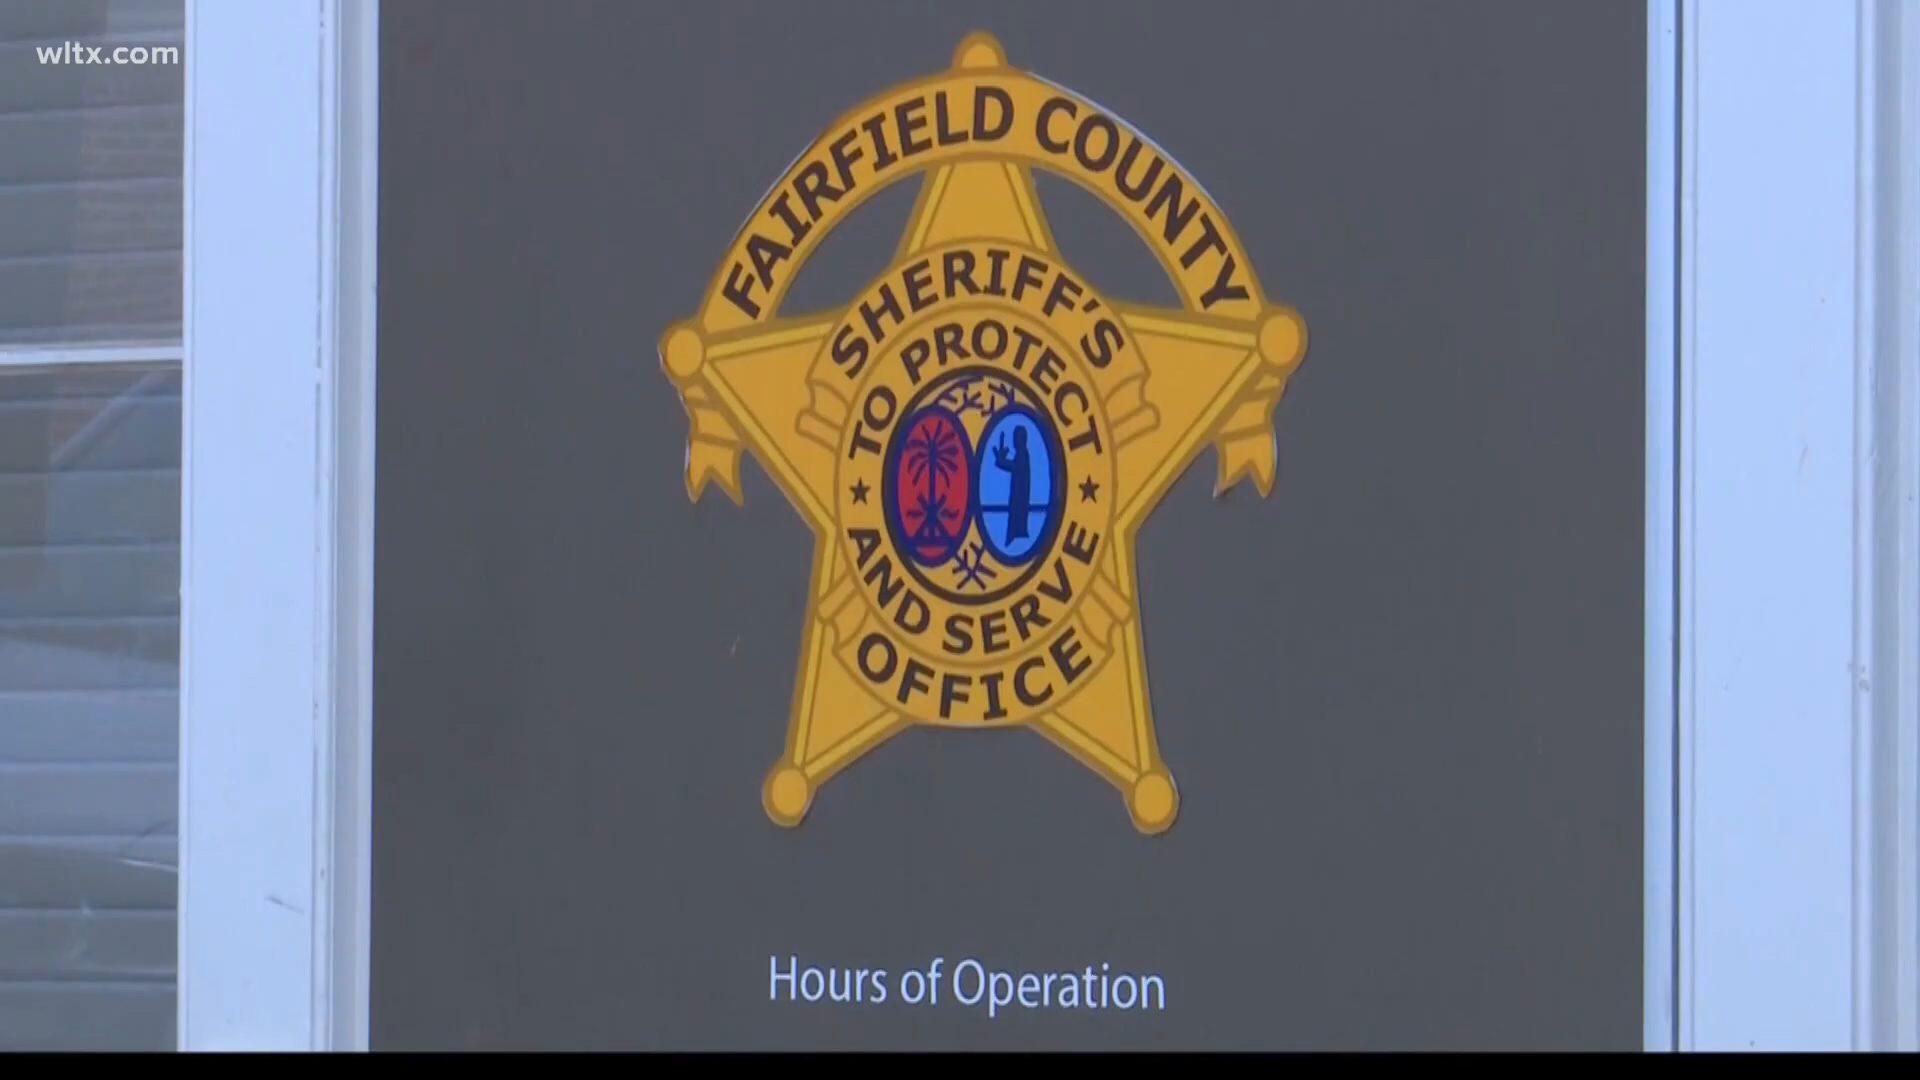 wltx.com
FAIRFIELD COUNTY
SHERIFF'S
TO PROTECT
AND SERVE
OFFICE
Hours of Operation